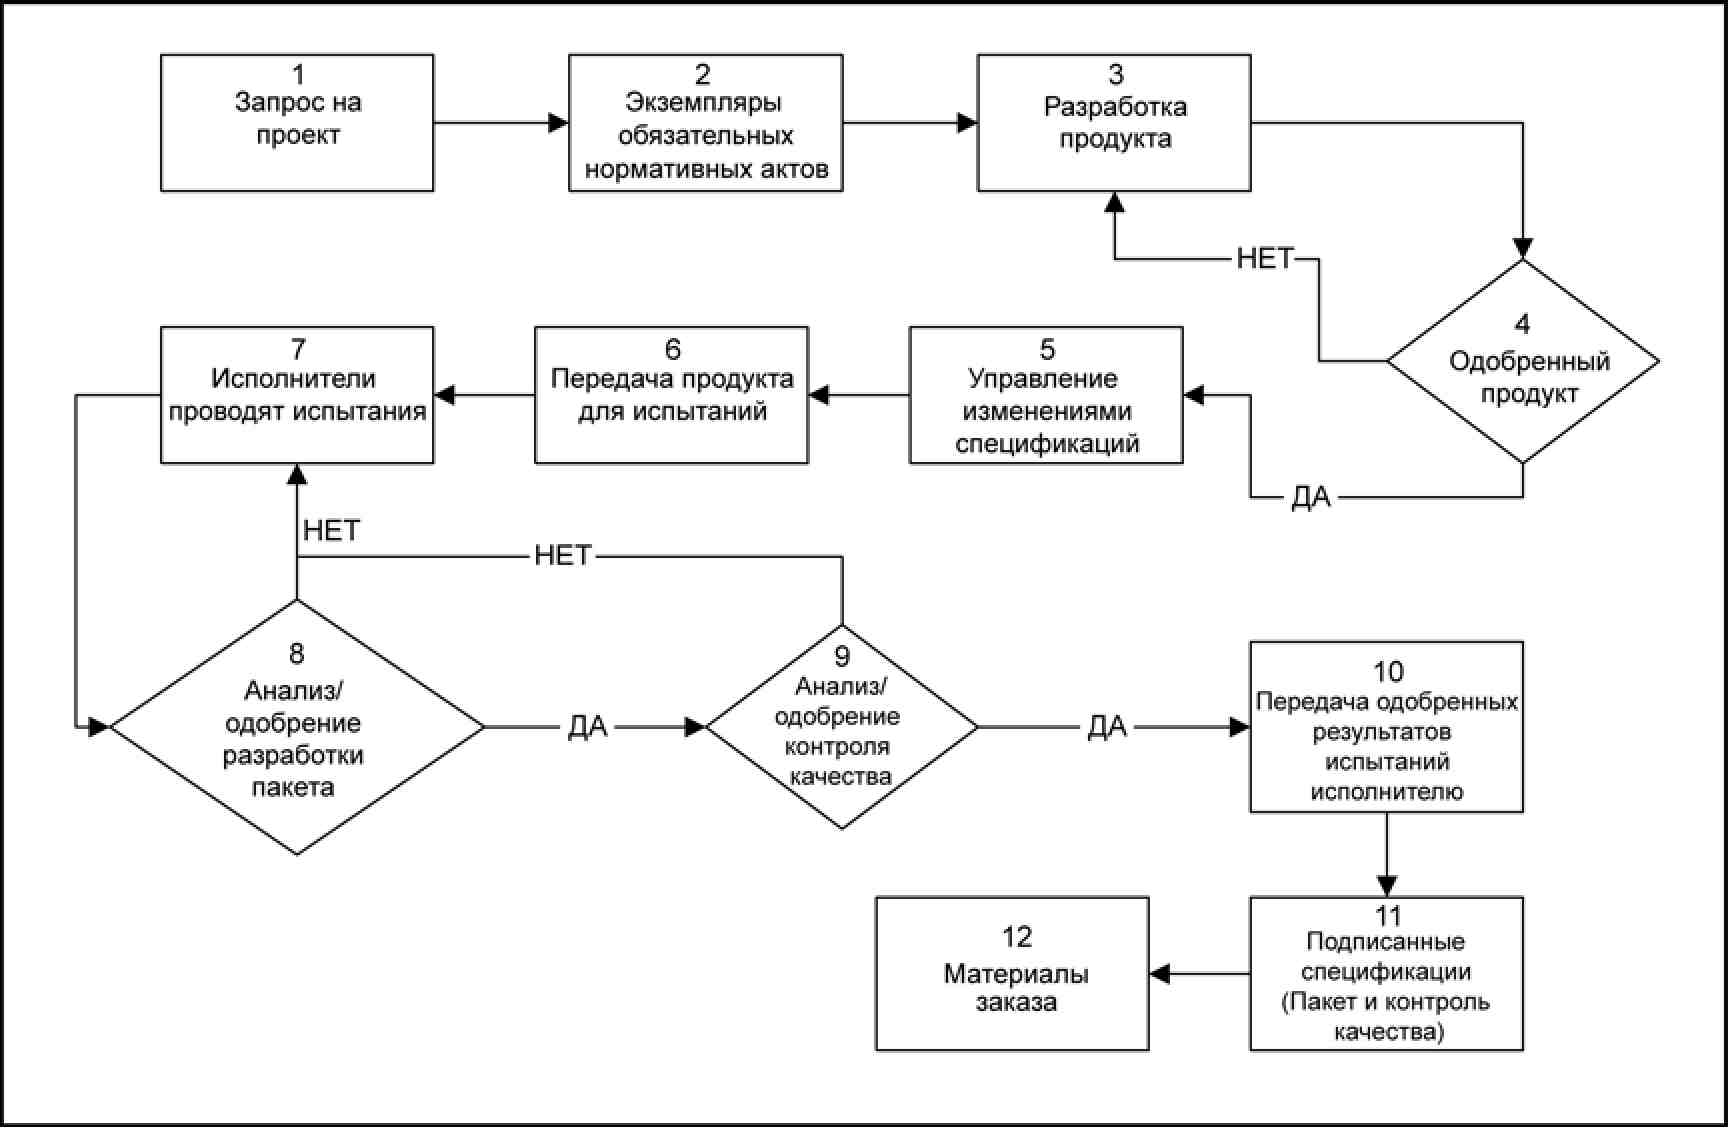 1
Запрос на
проект
2
Экземпляры
обязательных
нормативных актов
3
Разработка
продукта
НЕТ
4
Одобренный
продукт
ДА
5
Управление
изменениями
спецификаций
6
Передача продукта
для испытаний
7
Исполнители
проводят испытания
НЕТ
НЕТ
8
Анализ/
одобрение
разработки
пакета
ДА
9
Анализ/
одобрение
контроля
качества
ДА
10
Передача одобренных
результатов
испытаний
исполнителю
11
Подписанные
спецификации
(Пакет и контроль
качества)
12
Материалы
заказа